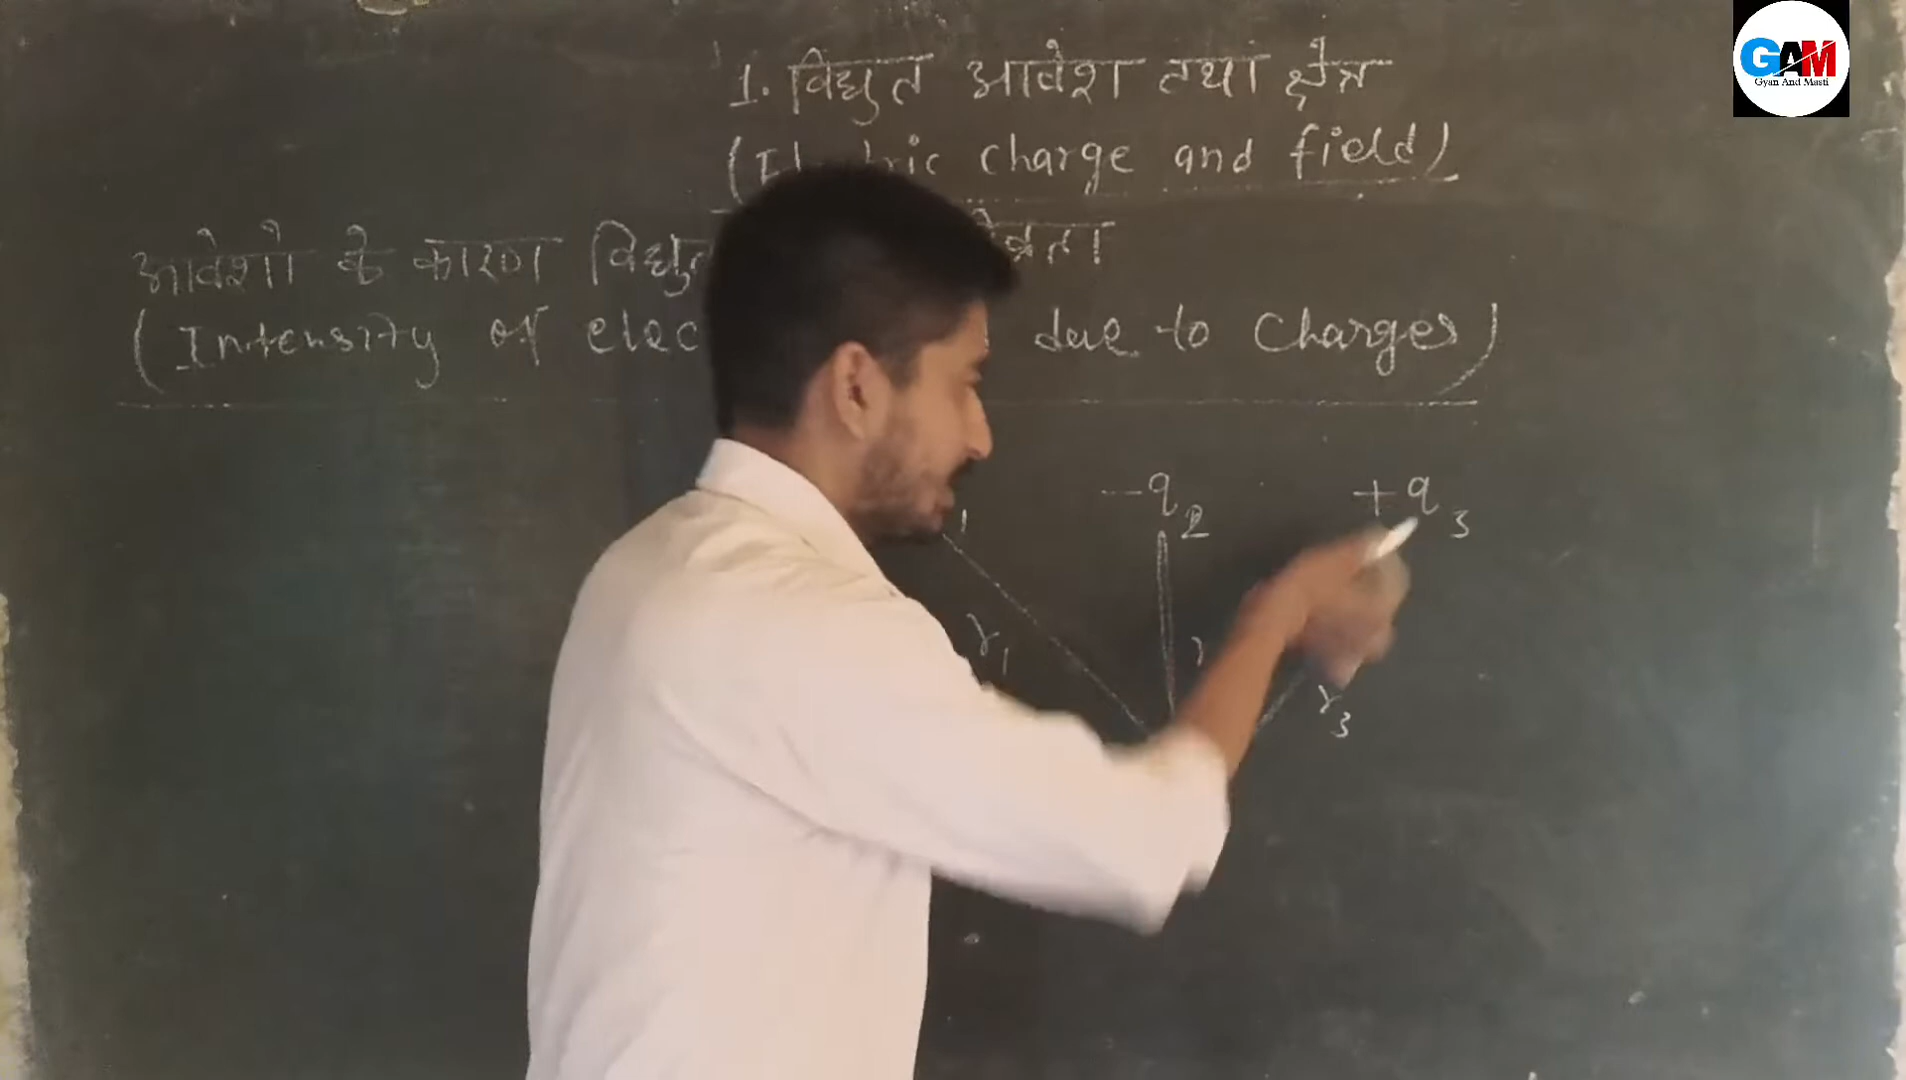 GAM
Gyan And Masti
1. विद्युत आवेश तथा क्षेत्र
ric charge and field)
आवेशो के कारण विद्युत
(Intensity of elec due to Charges)
-q2 +q3
r1
r3